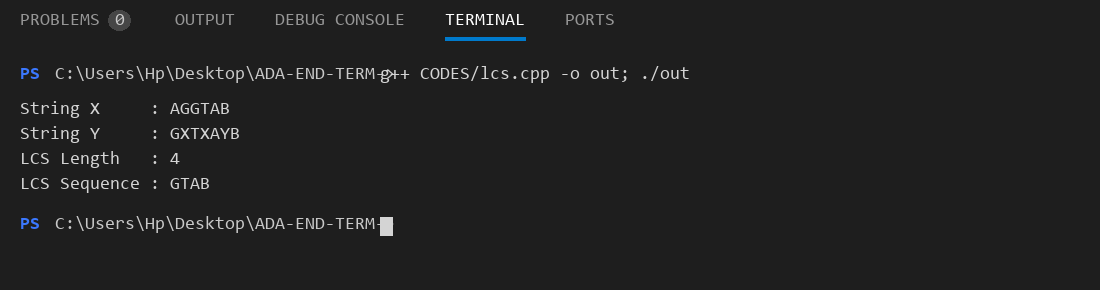 PROBLEMS 0 OUTPUT DEBUG CONSOLE TERMINAL PORTS
PS C:\Users\Hp\Desktop\ADA-END-TERM> g++ CODES/lcs.cpp -o out; ./out
String X : AGGTAB
String Y : GXTXAYB
LCS Length : 4
LCS Sequence : GTAB
PS C:\Users\Hp\Desktop\ADA-END-TERM>